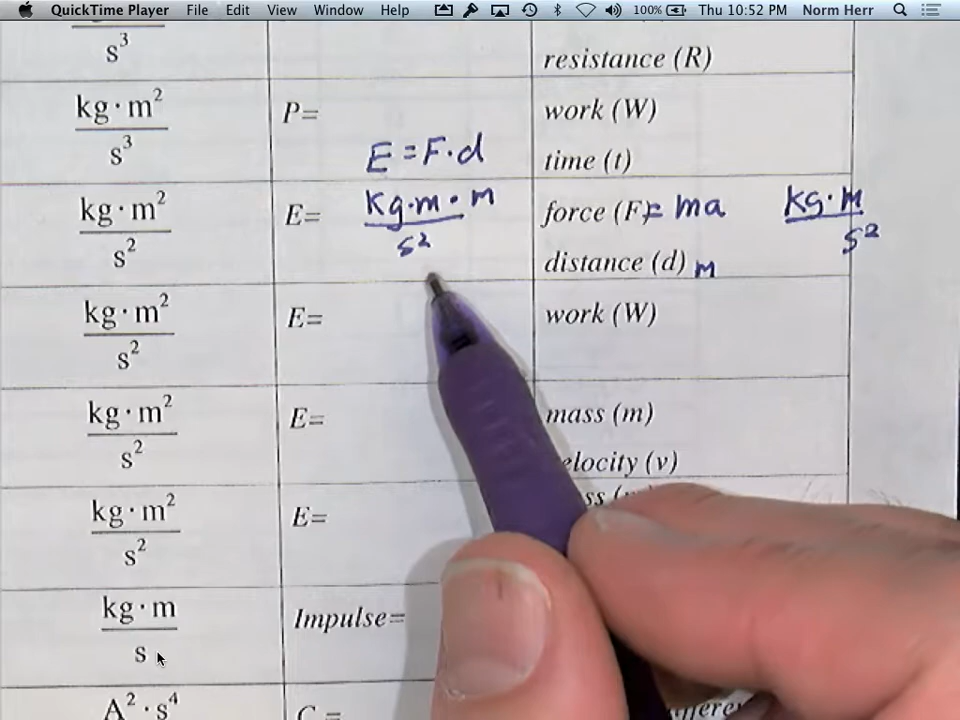 QuickTime Player File Edit View Window Help 100% Thu 10:52 PM Norm Herr
s³
resistance (R)
kg · m²
s³
P=
work (W)
time (t)
E = F·d
kg · m²
s²
E=
kg·m · m
s²
force (F) = ma
kg·m
s²
distance (d) m
kg · m²
s²
E=
work (W)
kg · m²
s²
E=
mass (m)
velocity (v)
kg · m²
s²
E=
kg · m
s
Impulse=
A² · s⁴
C=